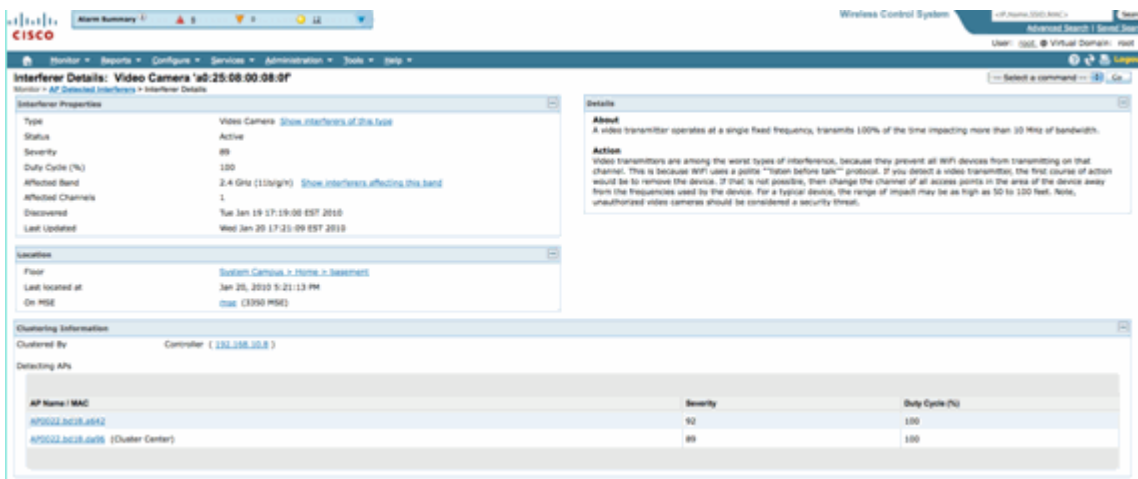 Alarm Summary
Wireless Control System
<IP,Name,SSID,MAC>
Advanced Search | Saved
CISCO
User: root @ Virtual Domain: root
Monitor Reports Configure Services Administration Tools Help
Interferer Details: Video Camera 'a0:25:08:00:08:0f'
-- Select a command -- Go
Monitor > AP Detected Interferers > Interferer Details
Interferer Properties
Type Video Camera Show interferers of this type
Status Active
Severity 89
Duty Cycle (%) 100
Affected Band 2.4 GHz (11b/g/n) Show interferers affecting this band
Affected Channels 1
Discovered Tue Jan 19 17:19:00 EST 2010
Last Updated Wed Jan 20 17:21:09 EST 2010
Details
About
A video transmitter operates at a single fixed frequency, transmits 100% of the time impacting more than 10 MHz of bandwidth.
Action
Video transmitters are among the worst types of interference, because they prevent all WiFi devices from transmitting on that
channel. This is because WiFi uses a polite ""listen before talk"" protocol. If you detect a video transmitter, the first course of action
would be to remove the device. If that is not possible, then change the channel of all access points in the area of the device away
from the frequencies used by the device. For a typical device, the range of impact may be as high as 50 to 100 feet. Note,
unauthorized video cameras should be considered a security threat.
Location
Floor System Campus > Home > basement
Last located at Jan 20, 2010 5:21:13 PM
On MSE mse (3350 MSE)
Clustering Information
Clustered By Controller ( 192.168.10.8 )
Detecting APs
AP Name / MAC Severity Duty Cycle (%)
AP0022.bd18.a642 92 100
AP0022.bd18.da96 (Cluster Center) 89 100